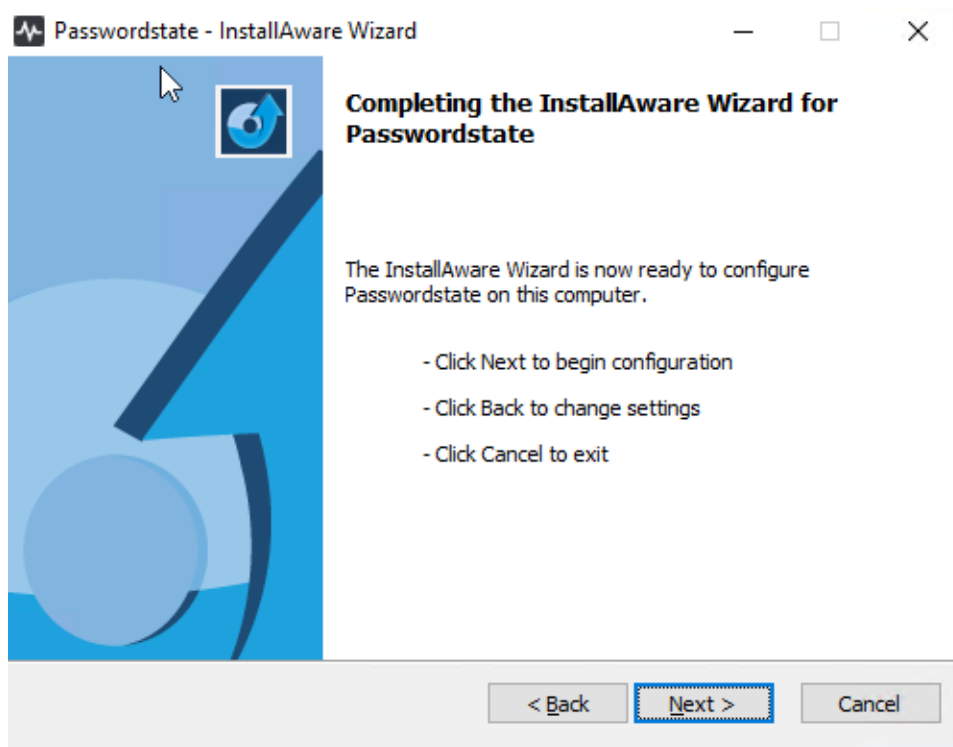 Passwordstate - InstallAware Wizard
Completing the InstallAware Wizard for
Passwordstate
The InstallAware Wizard is now ready to configure
Passwordstate on this computer.
- Click Next to begin configuration
- Click Back to change settings
- Click Cancel to exit
< Back
Next >
Cancel